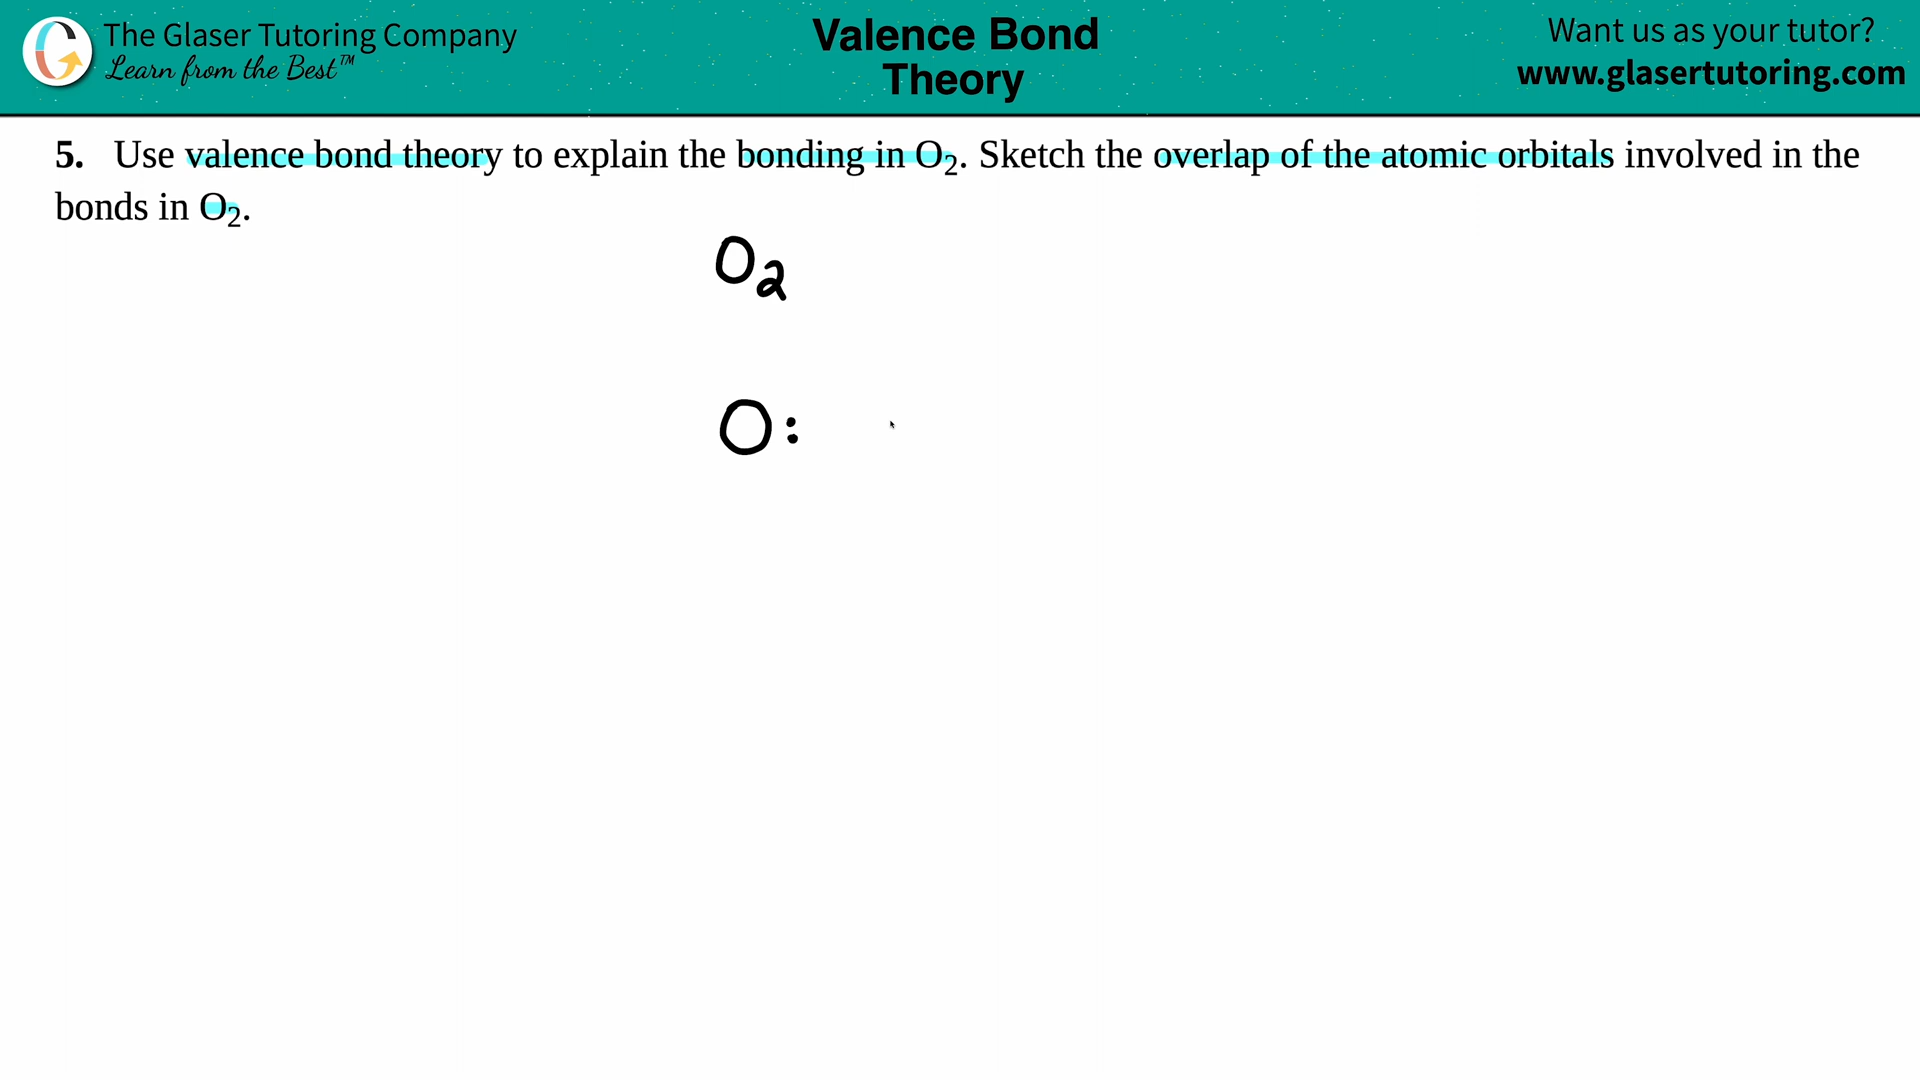 The Glaser Tutoring Company
Learn from the Best™
Valence Bond
Theory
Want us as your tutor?
www.glasertutoring.com
5. Use valence bond theory to explain the bonding in O₂. Sketch the overlap of the atomic orbitals involved in the
bonds in O₂.
O₂
O: